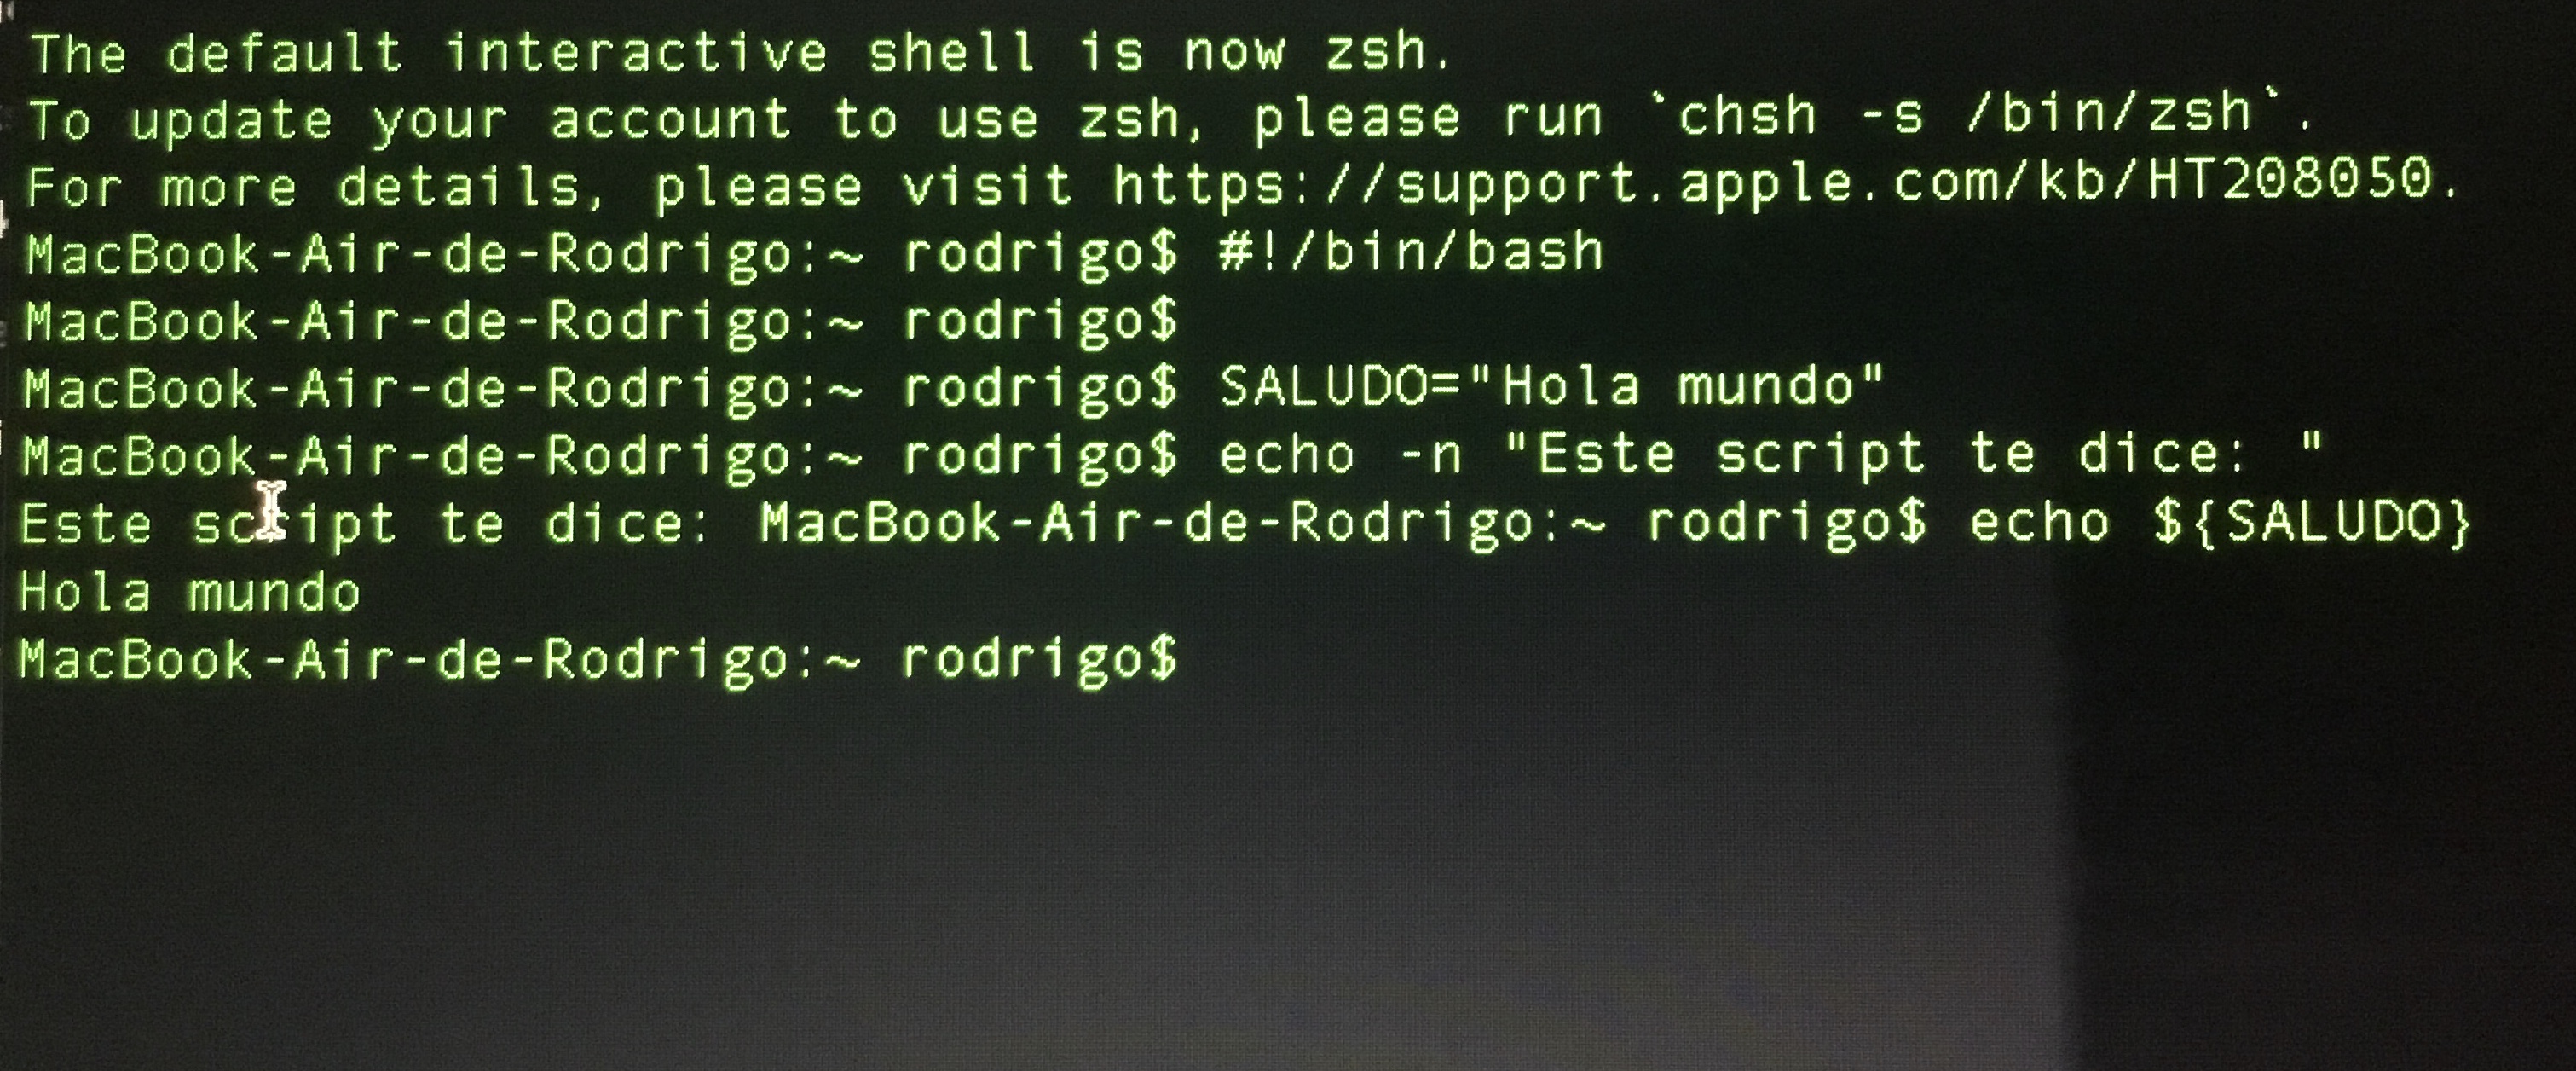 The default interactive shell is now zsh.
To update your account to use zsh, please run `chsh -s /bin/zsh`.
For more details, please visit https://support.apple.com/kb/HT208050.
MacBook-Air-de-Rodrigo:~ rodrigo$ #!/bin/bash
MacBook-Air-de-Rodrigo:~ rodrigo$
MacBook-Air-de-Rodrigo:~ rodrigo$ SALUDO="Hola mundo"
MacBook-Air-de-Rodrigo:~ rodrigo$ echo -n "Este script te dice: "
Este script te dice: MacBook-Air-de-Rodrigo:~ rodrigo$ echo ${SALUDO}
Hola mundo
MacBook-Air-de-Rodrigo:~ rodrigo$